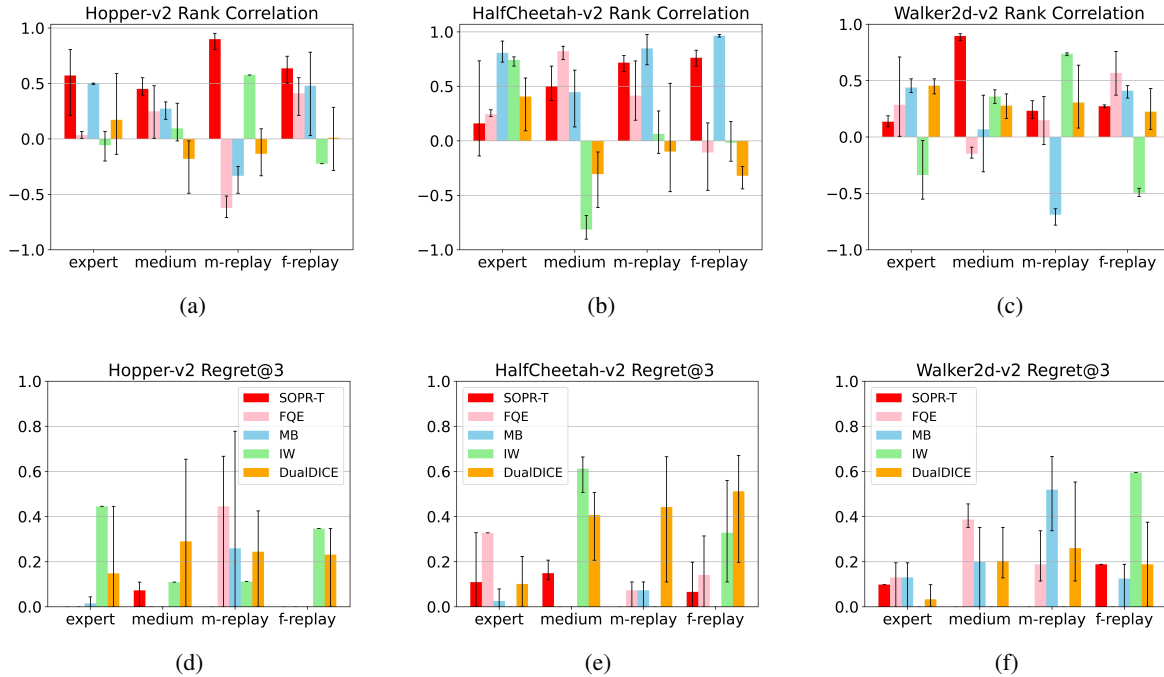 Hopper-v2 Rank Correlation
1.0
0.5
0.0
−0.5
−1.0
expert medium m-replay f-replay
(a)
HalfCheetah-v2 Rank Correlation
1.0
0.5
0.0
−0.5
−1.0
expert medium m-replay f-replay
(b)
Walker2d-v2 Rank Correlation
1.0
0.5
0.0
−0.5
−1.0
expert medium m-replay f-replay
(c)
Hopper-v2 Regret@3
1.0
0.8
0.6
0.4
0.2
0.0
SOPR-T
FQE
MB
IW
DualDICE
expert medium m-replay f-replay
(d)
HalfCheetah-v2 Regret@3
1.0
0.8
0.6
0.4
0.2
0.0
SOPR-T
FQE
MB
IW
DualDICE
expert medium m-replay f-replay
(e)
Walker2d-v2 Regret@3
1.0
0.8
0.6
0.4
0.2
0.0
SOPR-T
FQE
MB
IW
DualDICE
expert medium m-replay f-replay
(f)